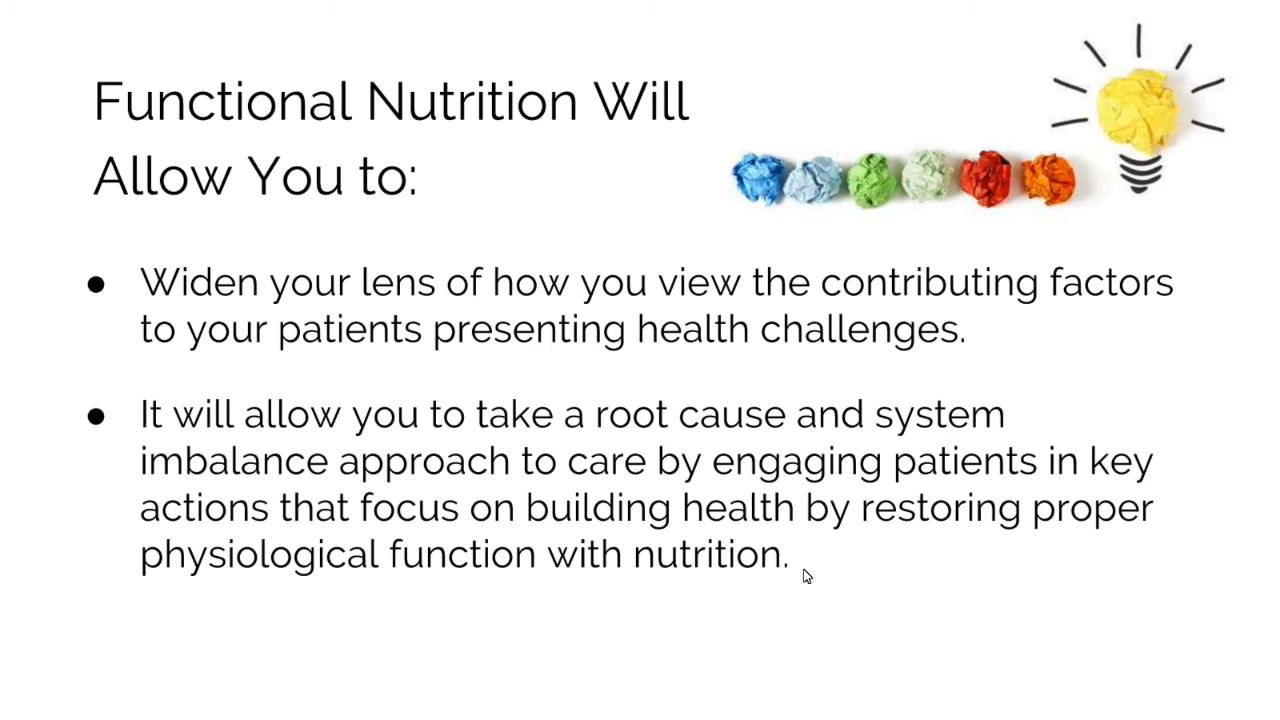 Functional Nutrition Will
Allow You to:
● Widen your lens of how you view the contributing factors
to your patients presenting health challenges.
● It will allow you to take a root cause and system
imbalance approach to care by engaging patients in key
actions that focus on building health by restoring proper
physiological function with nutrition.